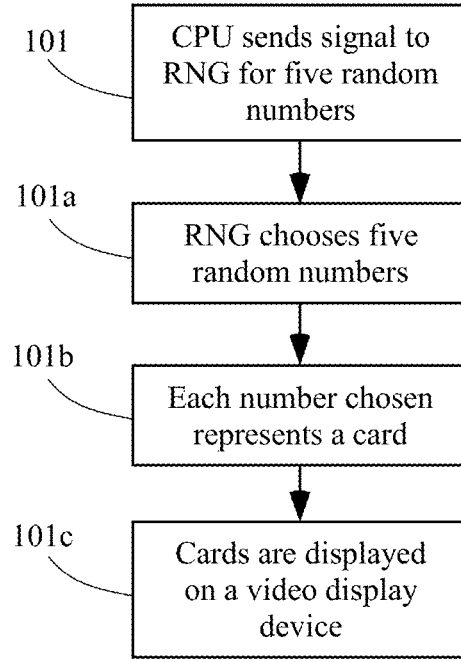 101
CPU sends signal to
RNG for five random
numbers
101a
RNG chooses five
random numbers
101b
Each number chosen
represents a card
101c
Cards are displayed
on a video display
device